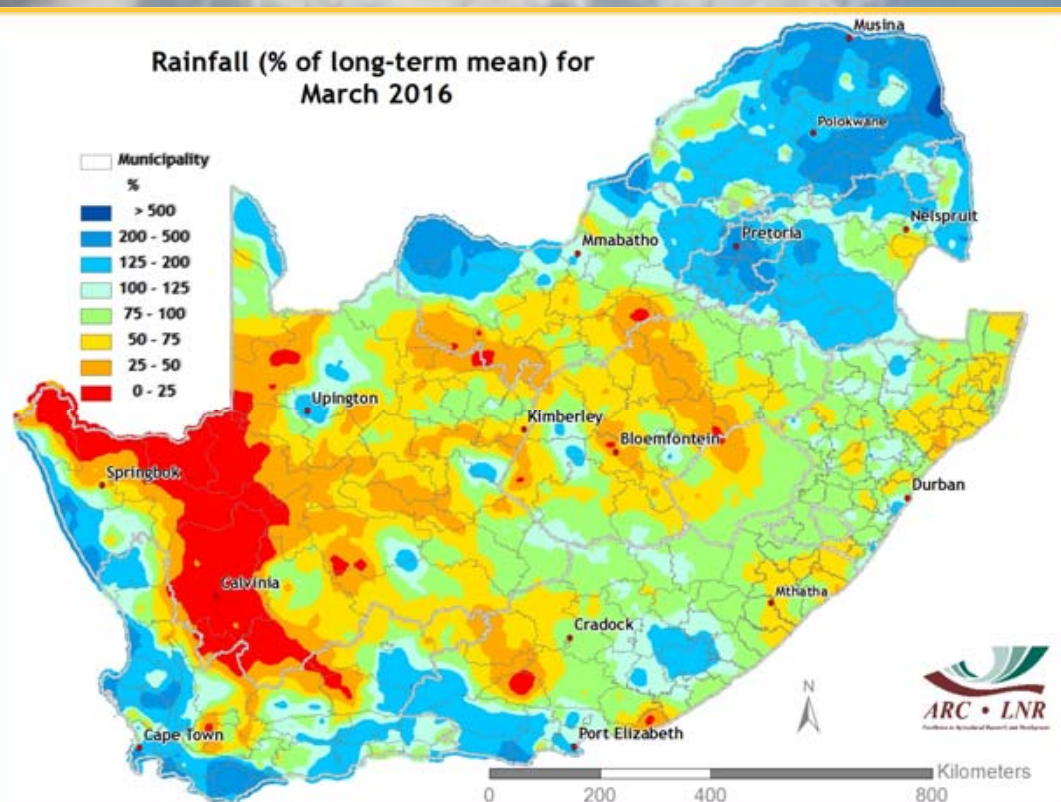 Rainfall (% of long-term mean) for
March 2016
Municipality
%
> 500
200 - 500
125 - 200
100 - 125
75 - 100
50 - 75
25 - 50
0 - 25
Musina
Polokwane
Nelspruit
Pretoria
Mmabatho
Upington
Kimberley
Bloemfontein
Springbok
Durban
Calvinia
Mthatha
Cradock
Cape Town
Port Elizabeth
N
ARC • LNR
Kilometers
0 200 400 800